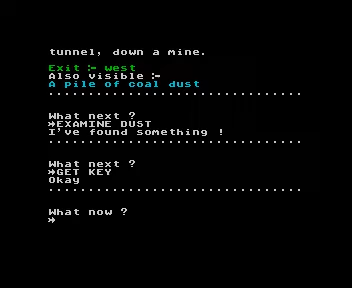 tunnel, down a mine.
Exit :- west
Also visible :-
A pile of coal dust
................................
What next ?
*EXAMINE DUST
I've found something !
................................
What next ?
*GET KEY
Okay
................................
What now ?
*